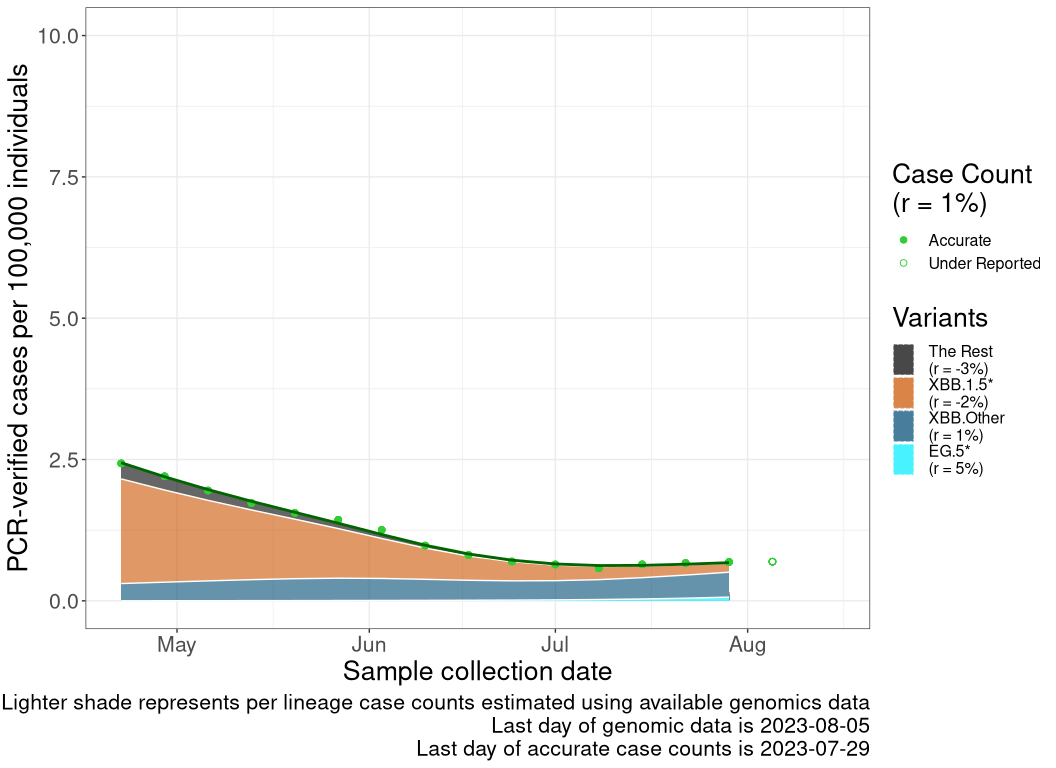 PCR-verified cases per 100,000 individuals
10.0
7.5
5.0
2.5
0.0
May
Jun
Jul
Aug
Sample collection date
Lighter shade represents per lineage case counts estimated using available genomics data
Last day of genomic data is 2023-08-05
Last day of accurate case counts is 2023-07-29
Case Count
(r = 1%)
Accurate
Under Reported
Variants
The Rest
(r = -3%)
XBB.1.5*
(r = -2%)
XBB.Other
(r = 1%)
EG.5*
(r = 5%)